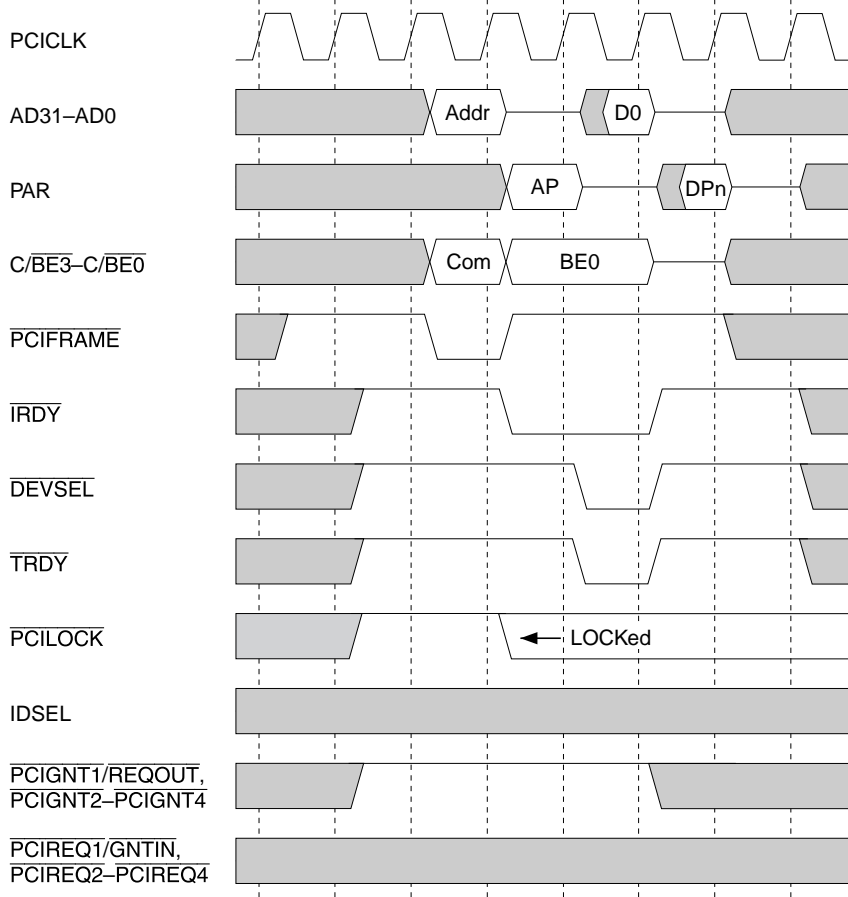 PCICLK
AD31–AD0
Addr
D0
PAR
AP
DPn
C/BE3–C/BE0
Com
BE0
PCIFRAME
IRDY
DEVSEL
TRDY
PCILOCK
LOCKed
IDSEL
PCIGNT1/REQOUT,
PCIGNT2–PCIGNT4
PCIREQ1/GNTIN,
PCIREQ2–PCIREQ4